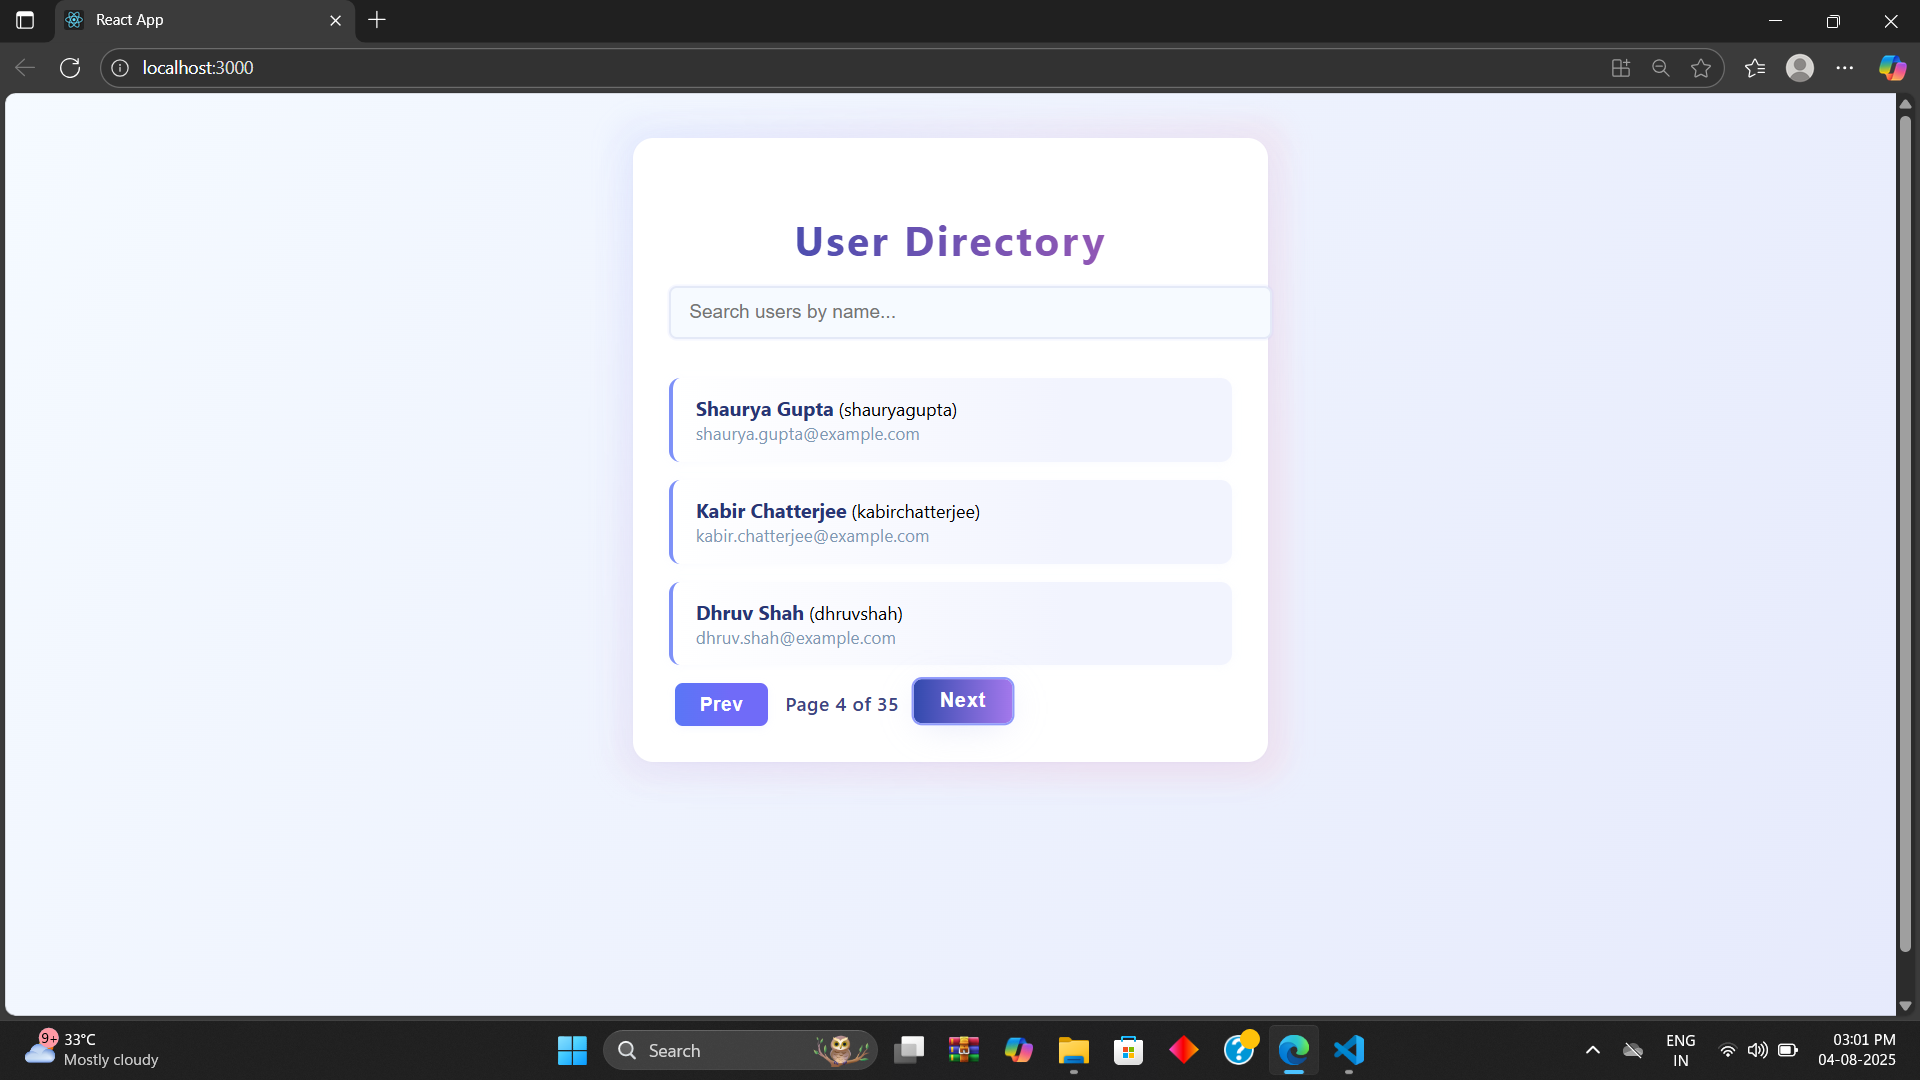 React App
localhost:3000
User Directory
Search users by name...
Shaurya Gupta (shauryagupta)
shaurya.gupta@example.com
Kabir Chatterjee (kabirchatterjee)
kabir.chatterjee@example.com
Dhruv Shah (dhruvshah)
dhruv.shah@example.com
Prev Page 4 of 35 Next
9+ 33°C
Mostly cloudy
Search
ENG
IN
03:01 PM
04-08-2025